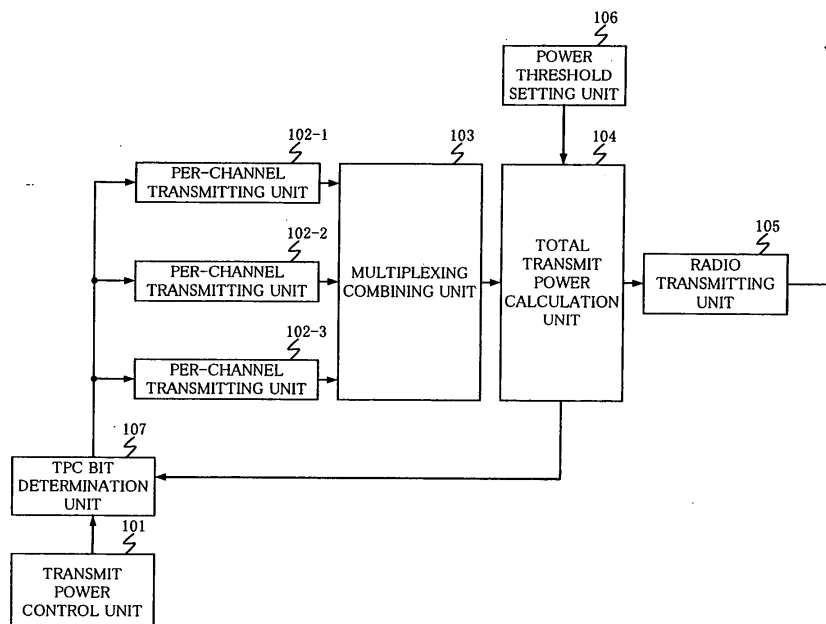 106
POWER
THRESHOLD
SETTING UNIT
102-1
PER-CHANNEL
TRANSMITTING UNIT
103
MULTIPLEXING
COMBINING UNIT
104
TOTAL
TRANSMIT
POWER
CALCULATION
UNIT
105
RADIO
TRANSMITTING
UNIT
102-2
PER-CHANNEL
TRANSMITTING UNIT
102-3
PER-CHANNEL
TRANSMITTING UNIT
107
TPC BIT
DETERMINATION
UNIT
101
TRANSMIT
POWER
CONTROL UNIT